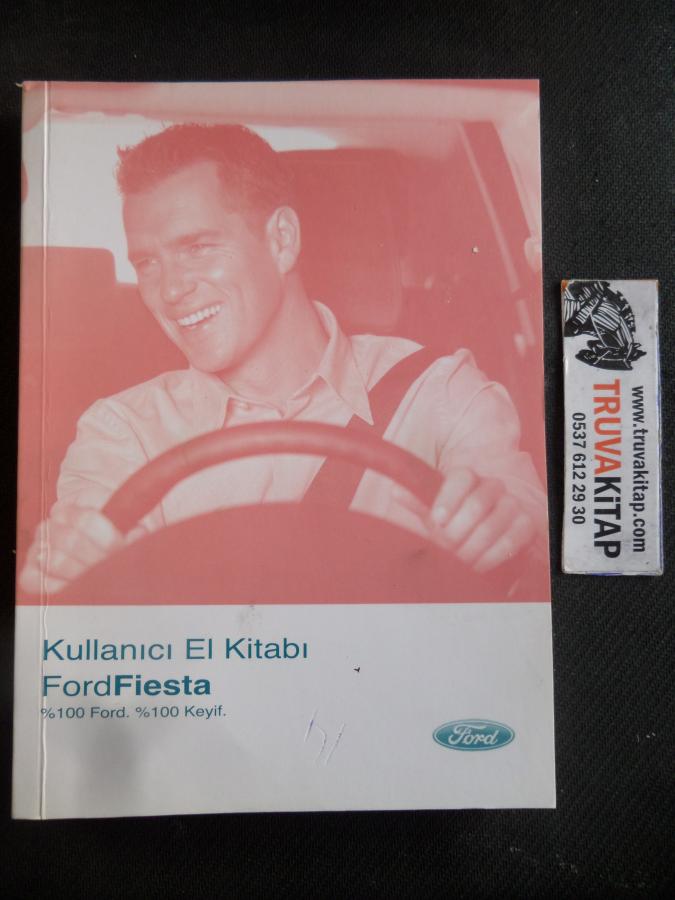 Kullanıcı El Kitabı
FordFiesta
%100 Ford. %100 Keyif.
Ford
www.truvakitap.com
TRUVAKiTAP
0537 612 29 30